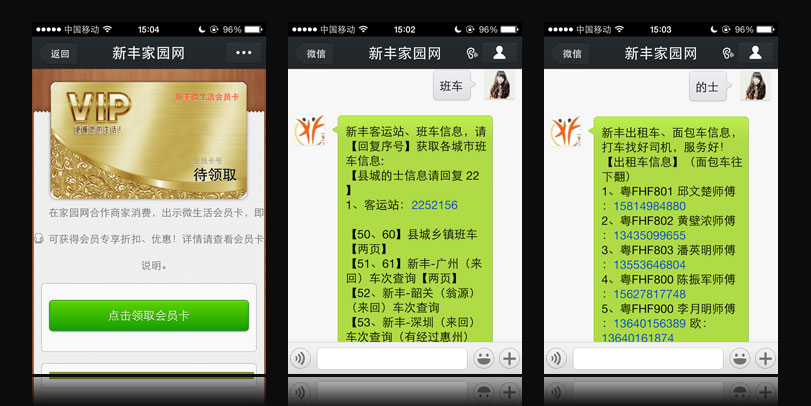 中国移动 15:04 96%
返回 新丰家园网
VIP
新丰微生活会员卡
更懂您的生活!
会员卡号
待领取
在家园网合作商家消费，出示微生活会员卡，即
可获得会员专享折扣、优惠！详情请查看会员卡
说明。
点击领取会员卡
中国移动 15:02 96%
微信 新丰家园网
班车
新丰客运站、班车信息，请
【回复序号】获取各城市班
车信息:
【县城的士信息请回复 22
】
1、客运站：2252156
【50、60】县城乡镇班车
【两页】
【51、61】新丰-广州（来
回）车次查询【两页】
【52、新丰-韶关（翁源）
（来回）车次查询
【53、新丰-深圳（来回）
车次查询（有经过惠州）
中国移动 15:03 96%
微信 新丰家园网
的士
新丰出租车、面包车信息，
打车找好司机，服务好！
【出租车信息】（面包车往
下翻）
1、粤FHF801 邱文楚师傅
：15814984880
2、粤FHF802 黄壁浓师傅
：13435099655
3、粤FHF803 潘英明师傅
：13553646804
4、粤FHF800 陈振军师傅
：15627817748
5、粤FHF900 李月明师傅
：13640156389 欧：
13640161874